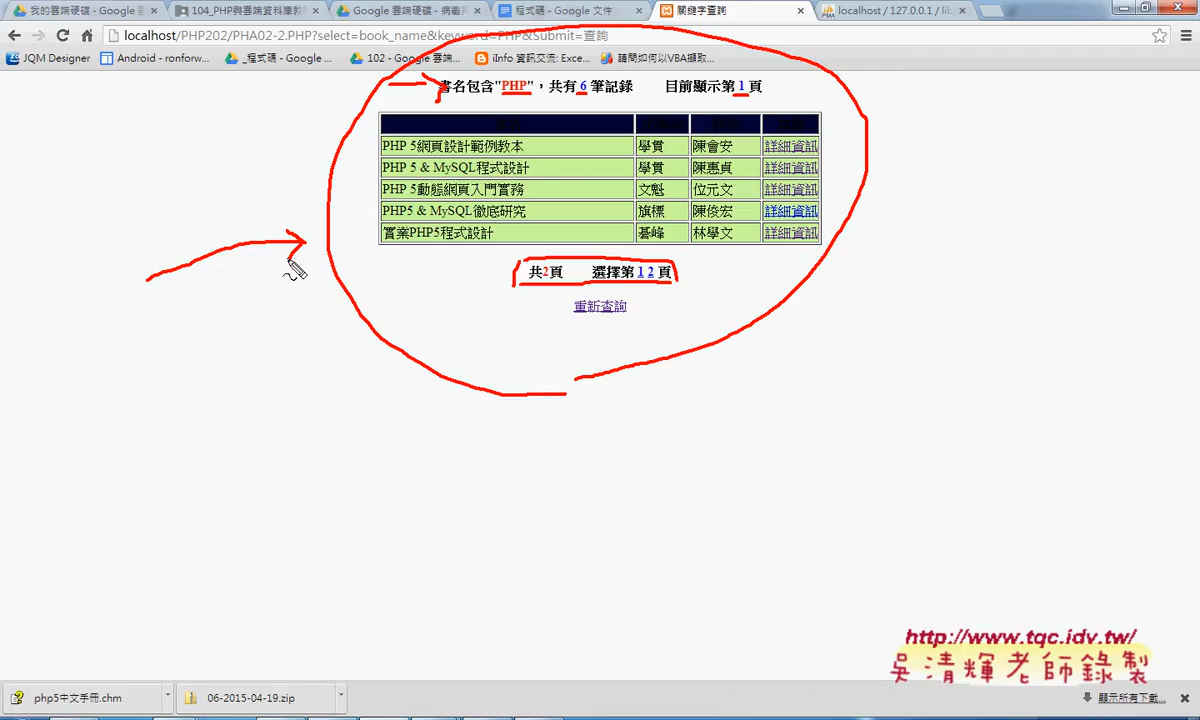 我的雲端硬碟 - Google 雲
104_PHP與雲端資料庫教
Google 雲端硬碟 - 病毒
程式碼 - Google 文件
關鍵字查詢
localhost / 127.0.0.1 / lib
localhost/PHP202/PHA02-2.PHP?select=book_name&keyword=PHP&Submit=查詢
JQM Designer
Android - ronforw...
_程式碼 - Google ...
102 - Google 雲端...
iInfo 資訊交流: Exce...
請問如何以VBA擷取...
書名包含"PHP"，共有 6 筆記錄 目前顯示第 1 頁
PHP 5網頁設計範例教本 學貫 陳會安 詳細資訊
PHP 5 & MySQL程式設計 學貫 陳惠貞 詳細資訊
PHP 5動態網頁入門實務 文魁 位元文 詳細資訊
PHP5 & MySQL徹底研究 旗標 陳俊宏 詳細資訊
實業PHP5程式設計 碁峰 林學文 詳細資訊
共2頁 選擇第 1 2 頁
重新查詢
http://www.tqc.idv.tw/
吳清輝老師錄製
php5中文手冊.chm
06-2015-04-19.zip
顯示所有下載...